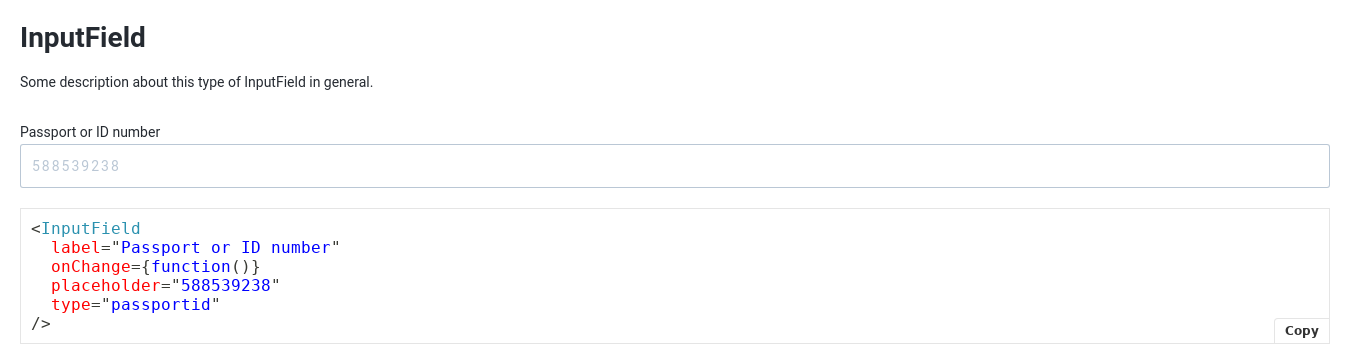 InputField
Some description about this type of InputField in general.
Passport or ID number
588539238
<InputField
  label="Passport or ID number"
  onChange={function()}
  placeholder="588539238"
  type="passportid"
/>
Copy